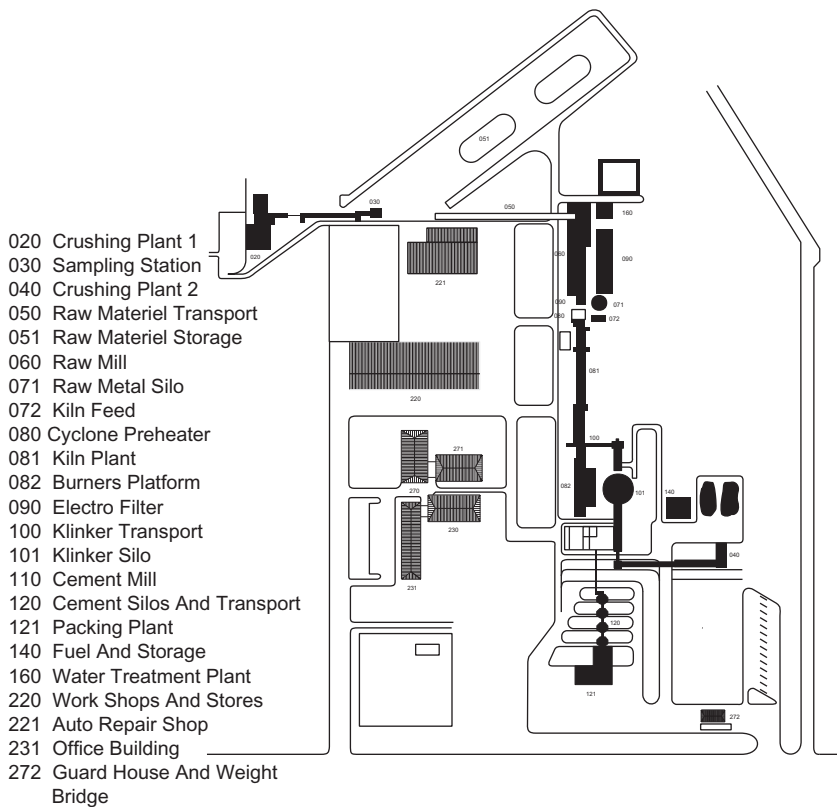 020 Crushing Plant 1
030 Sampling Station
040 Crushing Plant 2
050 Raw Materiel Transport
051 Raw Materiel Storage
060 Raw Mill
071 Raw Metal Silo
072 Kiln Feed
080 Cyclone Preheater
081 Kiln Plant
082 Burners Platform
090 Electro Filter
100 Klinker Transport
101 Klinker Silo
110 Cement Mill
120 Cement Silos And Transport
121 Packing Plant
140 Fuel And Storage
160 Water Treatment Plant
220 Work Shops And Stores
221 Auto Repair Shop
231 Office Building
272 Guard House And Weight
Bridge
051
030
050
160
020
090
221
090
071
072
081
220
100
271
270
082
101
140
230
040
231
120
121
272